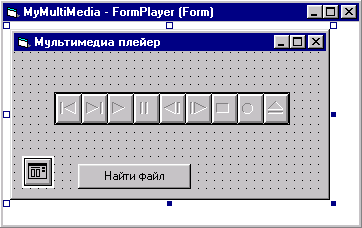 MyMultiMedia - FormPlayer (Form)
Мультимедиа плейер
Найти файл